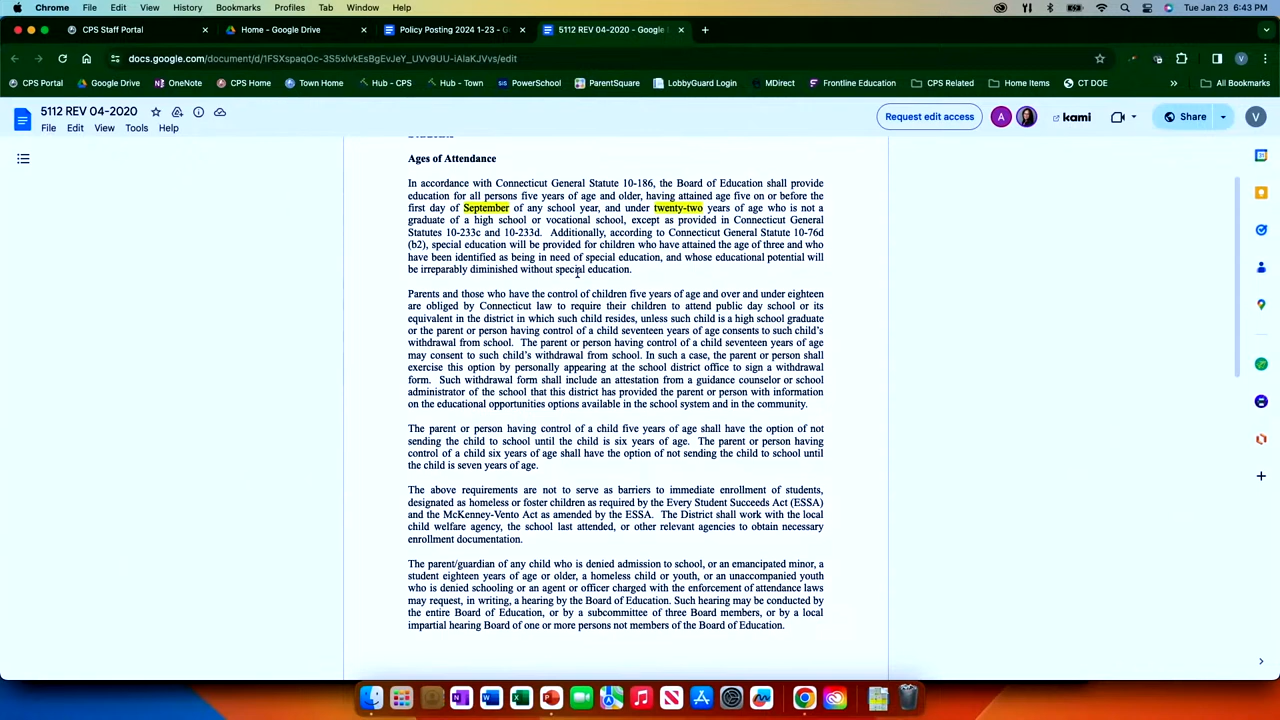 Chrome File Edit View History Bookmarks Profiles Tab Window Help Tue Jan 23 6:43 PM
CPS Staff Portal Home - Google Drive Policy Posting 2024 1-23 - G 5112 REV 04-2020 - Google
docs.google.com/document/d/1FSXspaqOc-3S5xIvkEsBgEvJeY_UVv9UU-iAlaKJVvs/edit
CPS Portal Google Drive OneNote CPS Home Town Home Hub - CPS Hub - Town PowerSchool ParentSquare LobbyGuard Login MDirect Frontline Education CPS Related Home Items CT DOE All Bookmarks
5112 REV 04-2020
Request edit access A kami Share V
File Edit View Tools Help
Ages of Attendance
In accordance with Connecticut General Statute 10-186, the Board of Education shall provide
education for all persons five years of age and older, having attained age five on or before the
first day of September of any school year, and under twenty-two years of age who is not a
graduate of a high school or vocational school, except as provided in Connecticut General
Statutes 10-233c and 10-233d. Additionally, according to Connecticut General Statute 10-76d
(b2), special education will be provided for children who have attained the age of three and who
have been identified as being in need of special education, and whose educational potential will
be irreparably diminished without special education.
Parents and those who have the control of children five years of age and over and under eighteen
are obliged by Connecticut law to require their children to attend public day school or its
equivalent in the district in which such child resides, unless such child is a high school graduate
or the parent or person having control of a child seventeen years of age consents to such child's
withdrawal from school. The parent or person having control of a child seventeen years of age
may consent to such child's withdrawal from school. In such a case, the parent or person shall
exercise this option by personally appearing at the school district office to sign a withdrawal
form. Such withdrawal form shall include an attestation from a guidance counselor or school
administrator of the school that this district has provided the parent or person with information
on the educational opportunities options available in the school system and in the community.
The parent or person having control of a child five years of age shall have the option of not
sending the child to school until the child is six years of age. The parent or person having
control of a child six years of age shall have the option of not sending the child to school until
the child is seven years of age.
The above requirements are not to serve as barriers to immediate enrollment of students,
designated as homeless or foster children as required by the Every Student Succeeds Act (ESSA)
and the McKenney-Vento Act as amended by the ESSA. The District shall work with the local
child welfare agency, the school last attended, or other relevant agencies to obtain necessary
enrollment documentation.
The parent/guardian of any child who is denied admission to school, or an emancipated minor, a
student eighteen years of age or older, a homeless child or youth, or an unaccompanied youth
who is denied schooling or an agent or officer charged with the enforcement of attendance laws
may request, in writing, a hearing by the Board of Education. Such hearing may be conducted by
the entire Board of Education, or by a subcommittee of three Board members, or by a local
impartial hearing Board of one or more persons not members of the Board of Education.